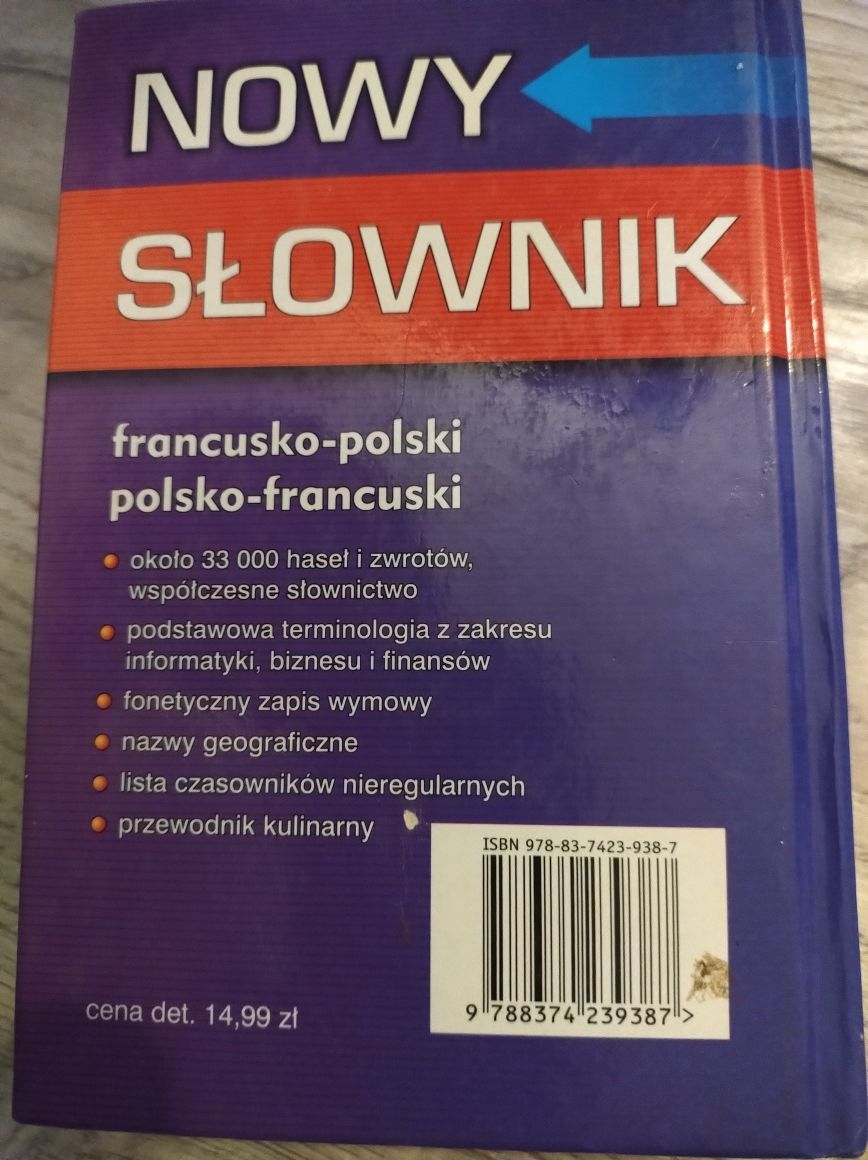 NOWY
SŁOWNIK
francusko-polski
polsko-francuski
około 33 000 haseł i zwrotów,
współczesne słownictwo
podstawowa terminologia z zakresu
informatyki, biznesu i finansów
fonetyczny zapis wymowy
nazwy geograficzne
lista czasowników nieregularnych
przewodnik kulinarny
ISBN 978-83-7423-938-7
9 788374 239387 >
cena det. 14,99 zł